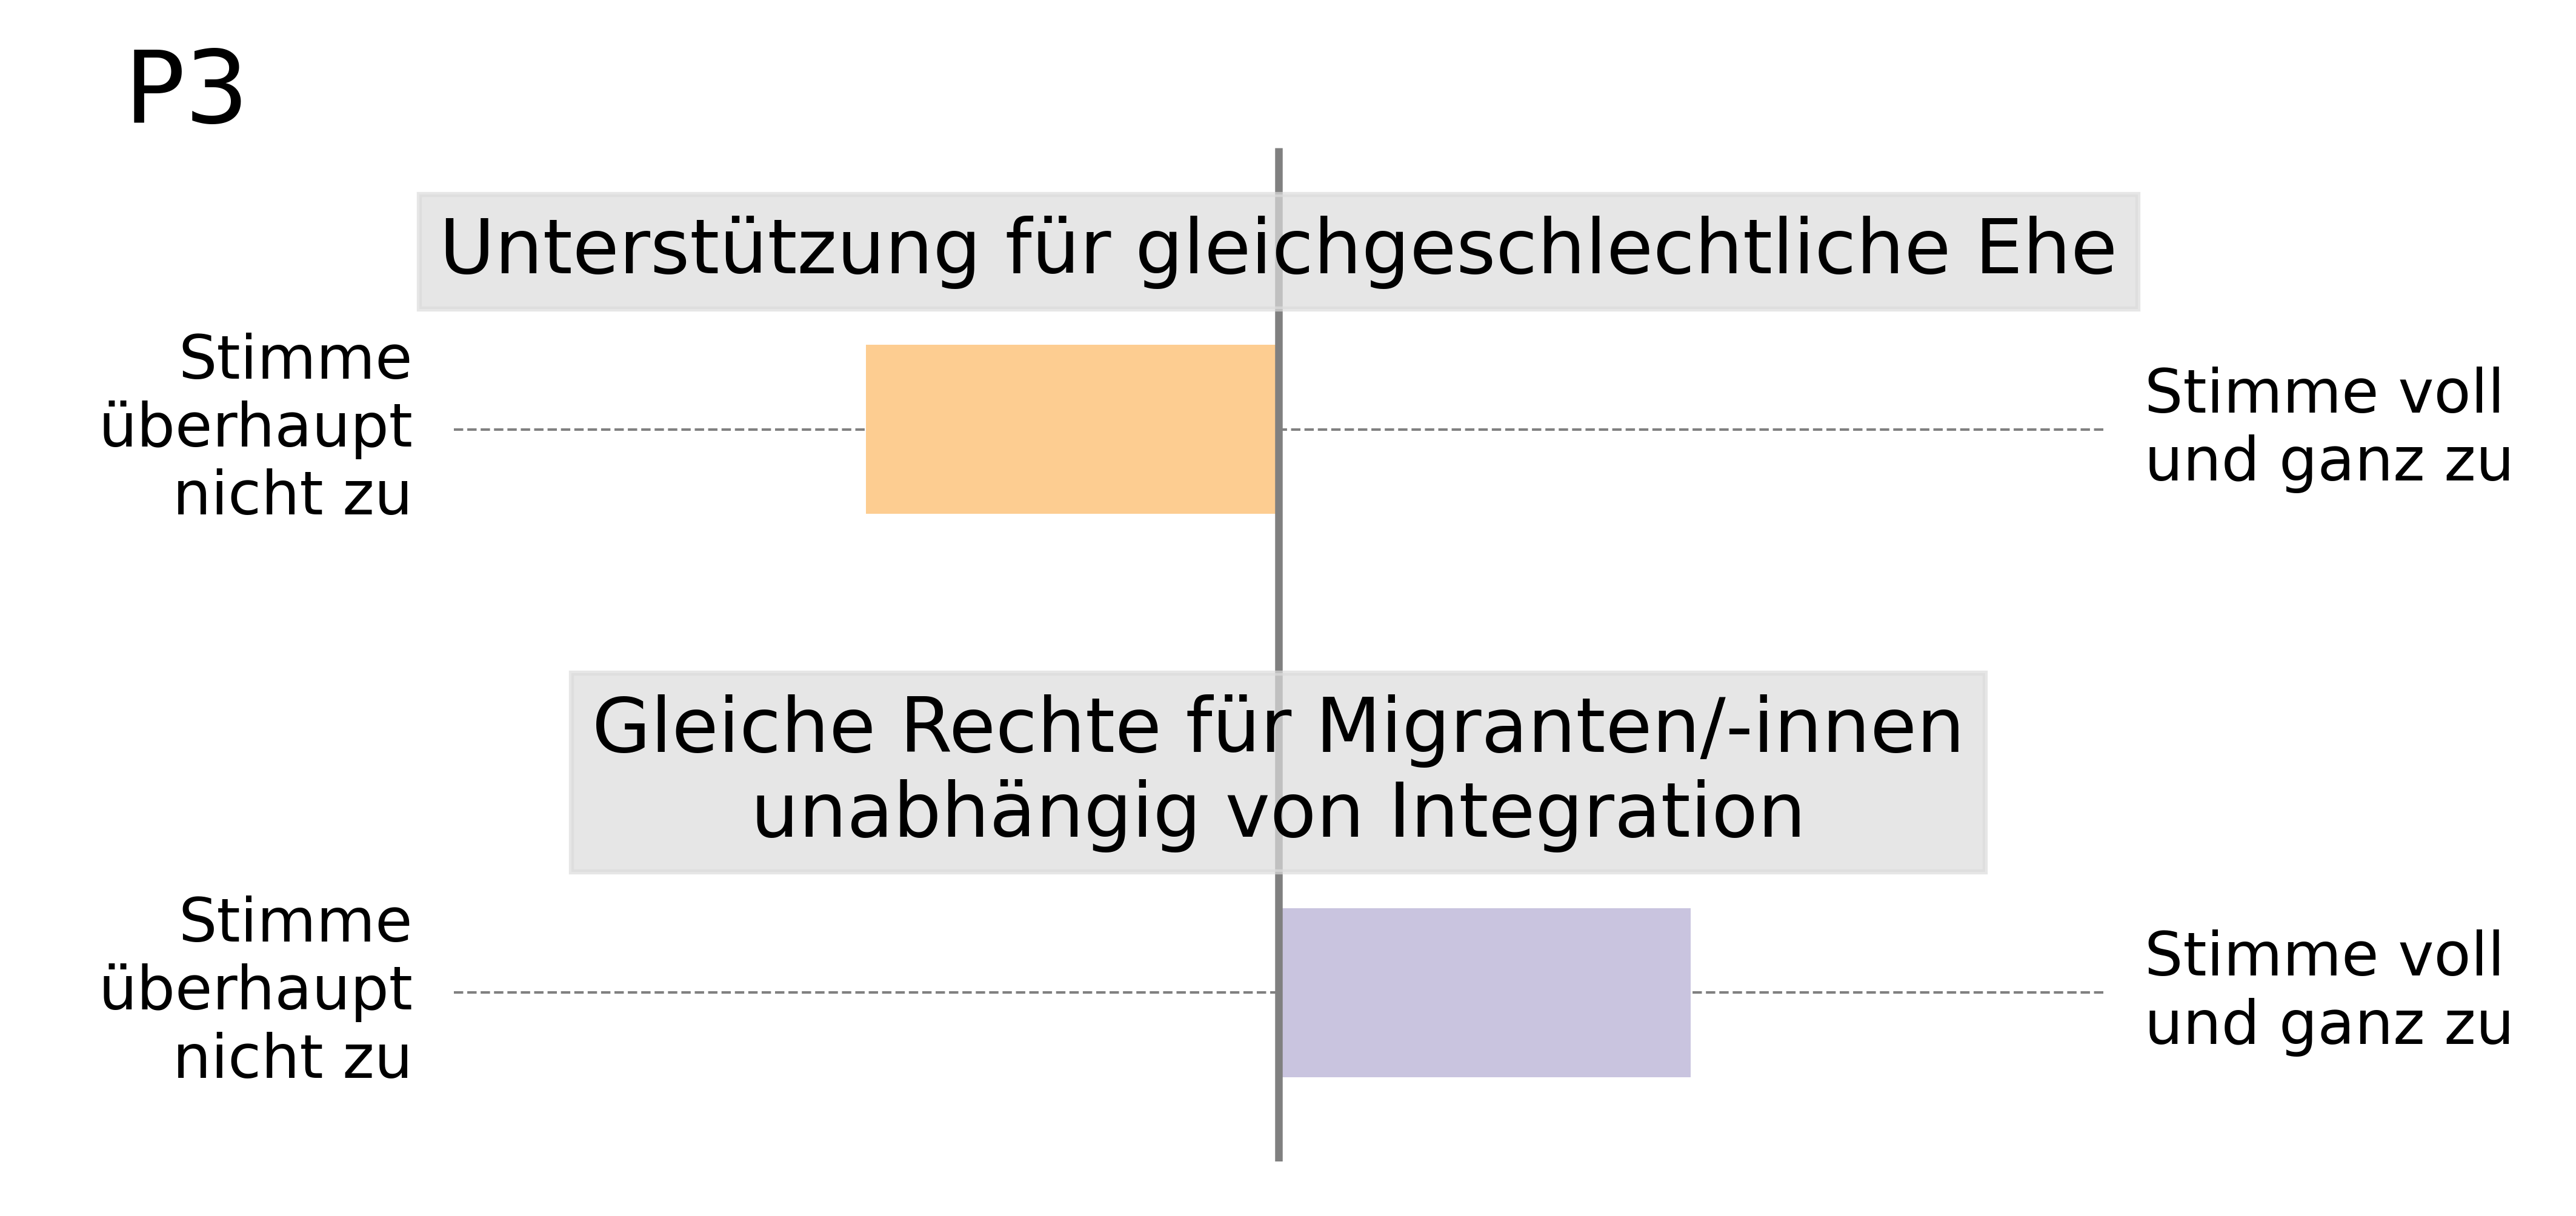 P3
Unterstützung für gleichgeschlechtliche Ehe
Stimme
überhaupt
nicht zu
Stimme voll
und ganz zu
Gleiche Rechte für Migranten/-innen
unabhängig von Integration
Stimme
überhaupt
nicht zu
Stimme voll
und ganz zu